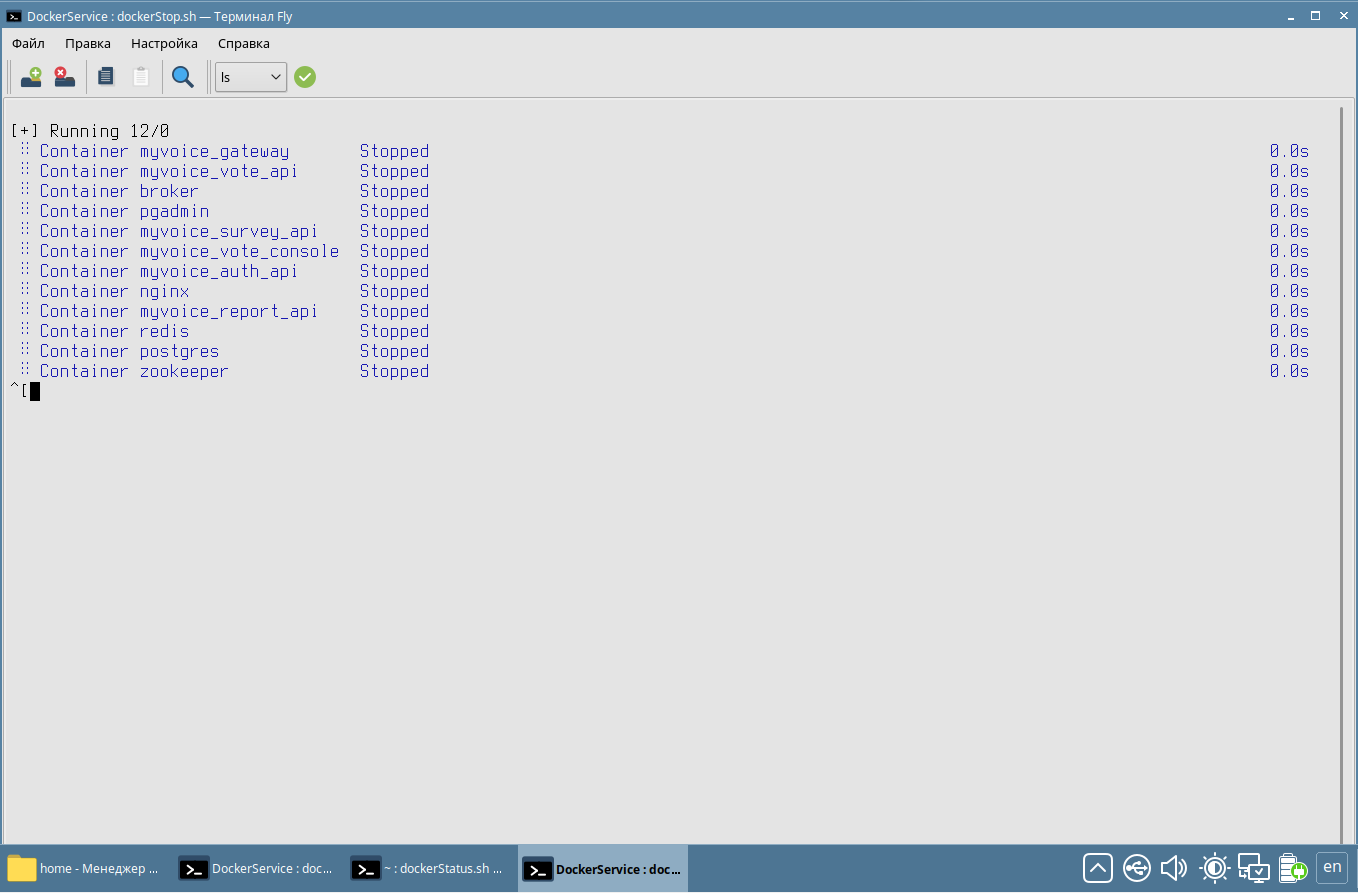 DockerService : dockerStop.sh — Терминал Fly
Файл Правка Настройка Справка
ls
[+] Running 12/0
⠿ Container myvoice_gateway Stopped 0.0s
⠿ Container myvoice_vote_api Stopped 0.0s
⠿ Container broker Stopped 0.0s
⠿ Container pgadmin Stopped 0.0s
⠿ Container myvoice_survey_api Stopped 0.0s
⠿ Container myvoice_vote_console Stopped 0.0s
⠿ Container myvoice_auth_api Stopped 0.0s
⠿ Container nginx Stopped 0.0s
⠿ Container myvoice_report_api Stopped 0.0s
⠿ Container redis Stopped 0.0s
⠿ Container postgres Stopped 0.0s
⠿ Container zookeeper Stopped 0.0s
^[
home - Менеджер ... DockerService : doc... ~ : dockerStatus.sh ... DockerService : doc... en